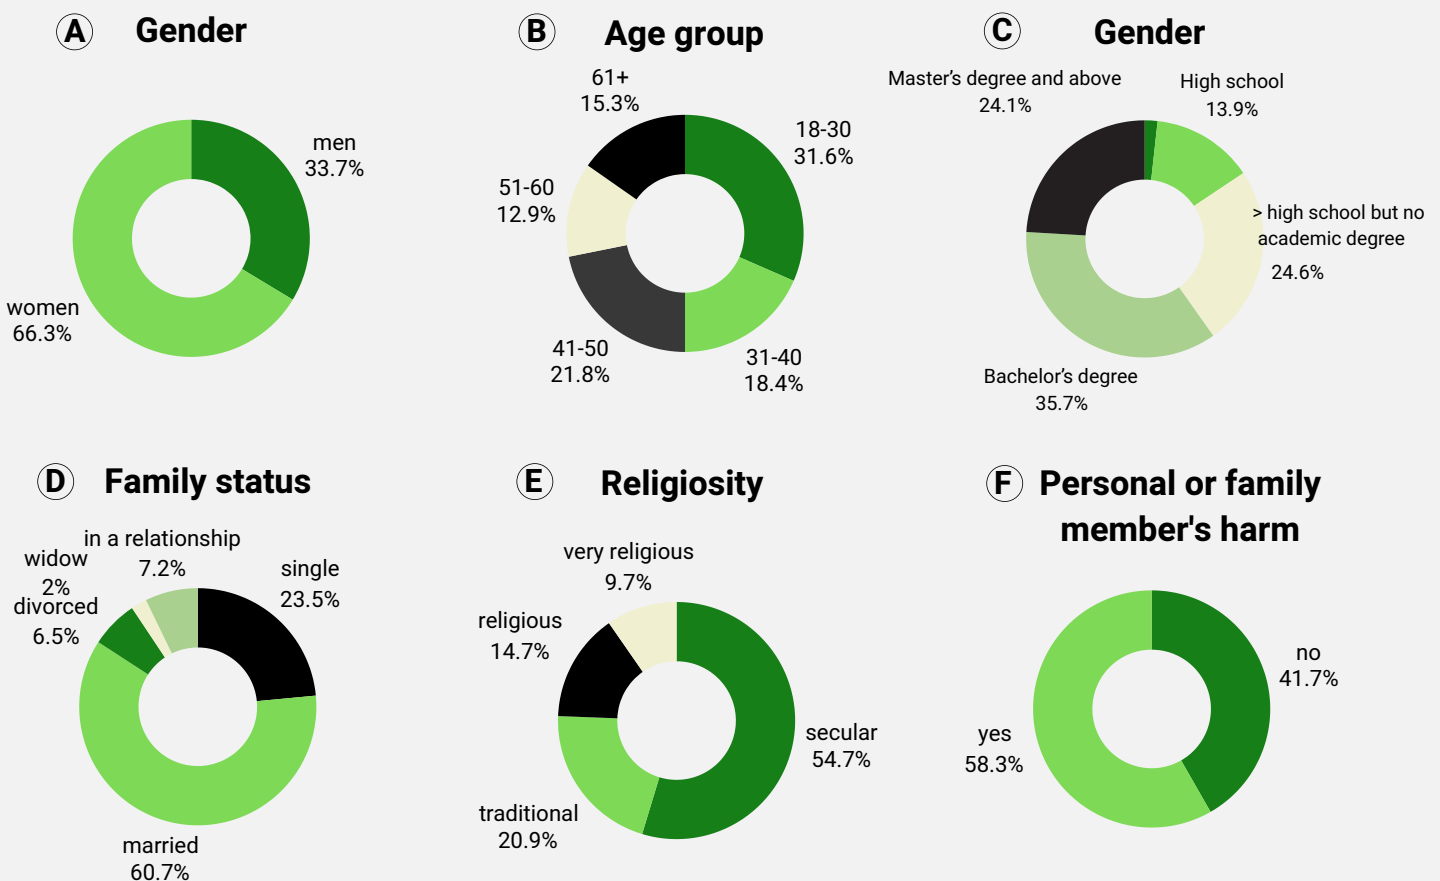 A Gender
men
33.7%
women
66.3%
B Age group
61+
15.3%
18-30
31.6%
51-60
12.9%
41-50
21.8%
31-40
18.4%
C Gender
Master's degree and above
24.1%
High school
13.9%
> high school but no
academic degree
24.6%
Bachelor's degree
35.7%
D Family status
in a relationship
7.2%
widow
2%
divorced
6.5%
single
23.5%
married
60.7%
E Religiosity
very religious
9.7%
religious
14.7%
secular
54.7%
traditional
20.9%
F Personal or family
member's harm
no
41.7%
yes
58.3%